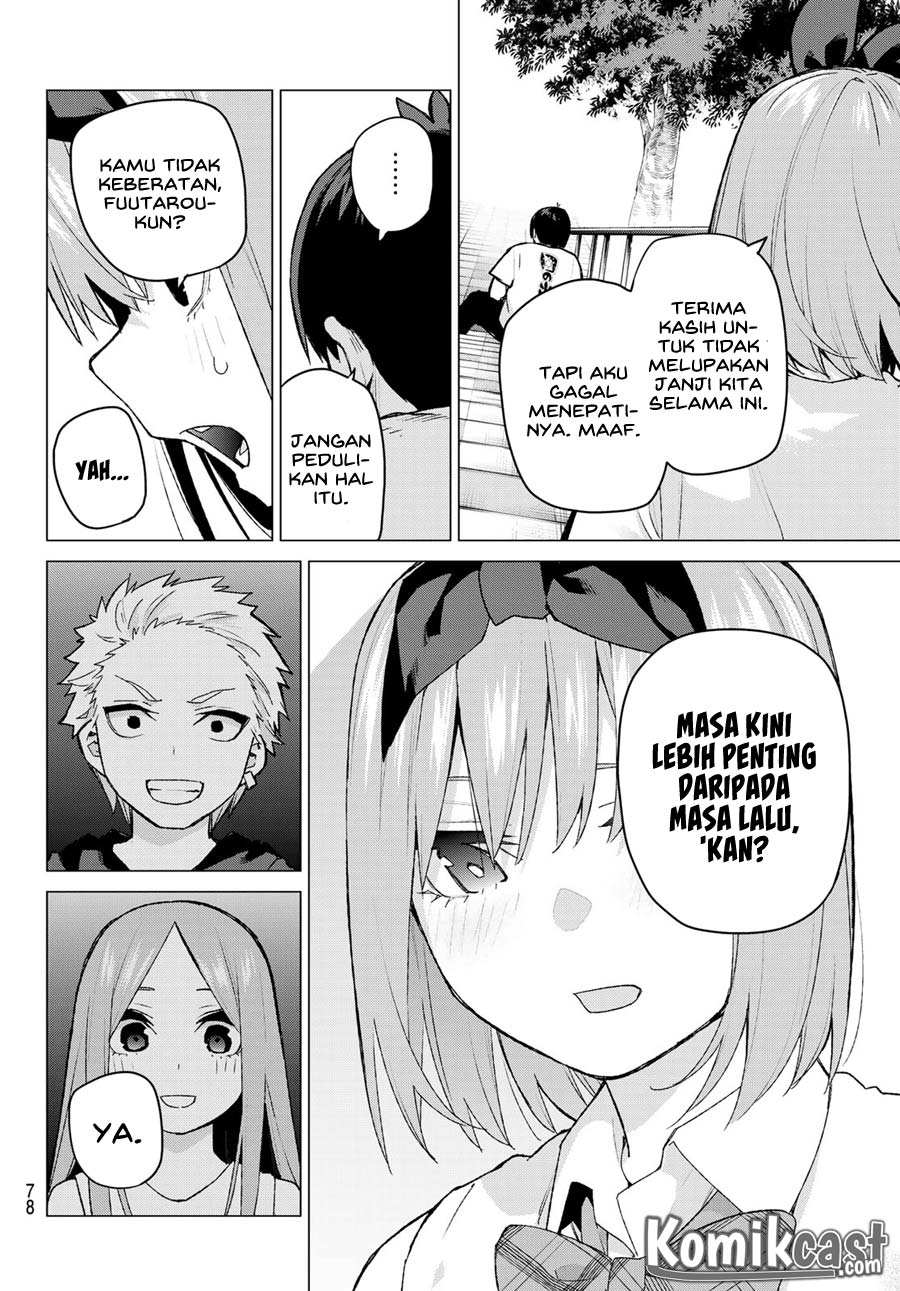 TERIMA
KASIH UN-
TUK TIDAK
MELUPAKAN
JANJI KITA
SELAMA INI.
TAPI AKU
GAGAL
MENEPATI-
NYA. MAAF.
......
JANGAN
PEDULI-
KAN HAL
ITU.
KAMU TIDAK
KEBERATAN,
FUUTAROU-
KUN?
YAH...
MASA KINI
LEBIH PENTING
DARIPADA
MASA LALU,
'KAN?
YA.
78
Komikcast.com